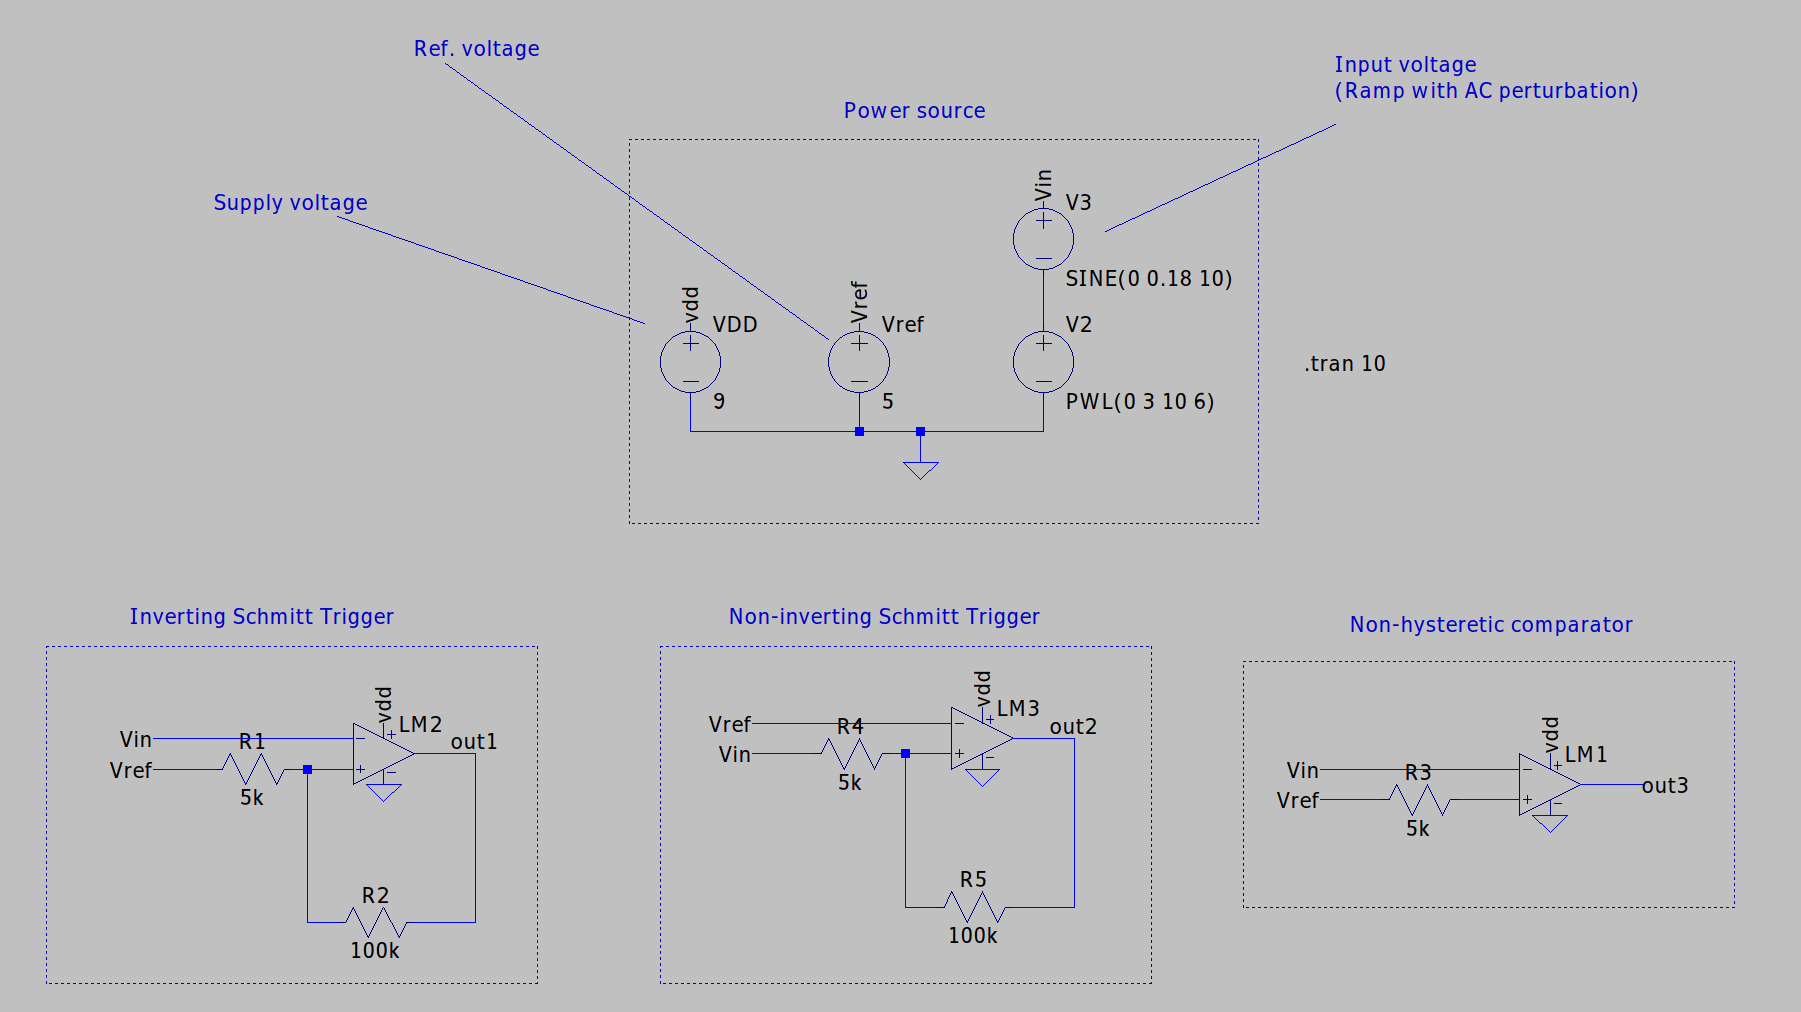 Ref. voltage
Input voltage
(Ramp with AC perturbation)
Power source
Supply voltage
Vin
V3
SINE(0 0.18 10)
vdd
VDD
9
Vref
Vref
5
V2
PWL(0 3 10 6)
.tran 10
Inverting Schmitt Trigger
vdd
LM2
Vin
R1
out1
Vref
5k
R2
100k
Non-inverting Schmitt Trigger
vdd
LM3
Vref
R4
out2
Vin
5k
R5
100k
Non-hysteretic comparator
vdd
LM1
Vin
R3
out3
Vref
5k